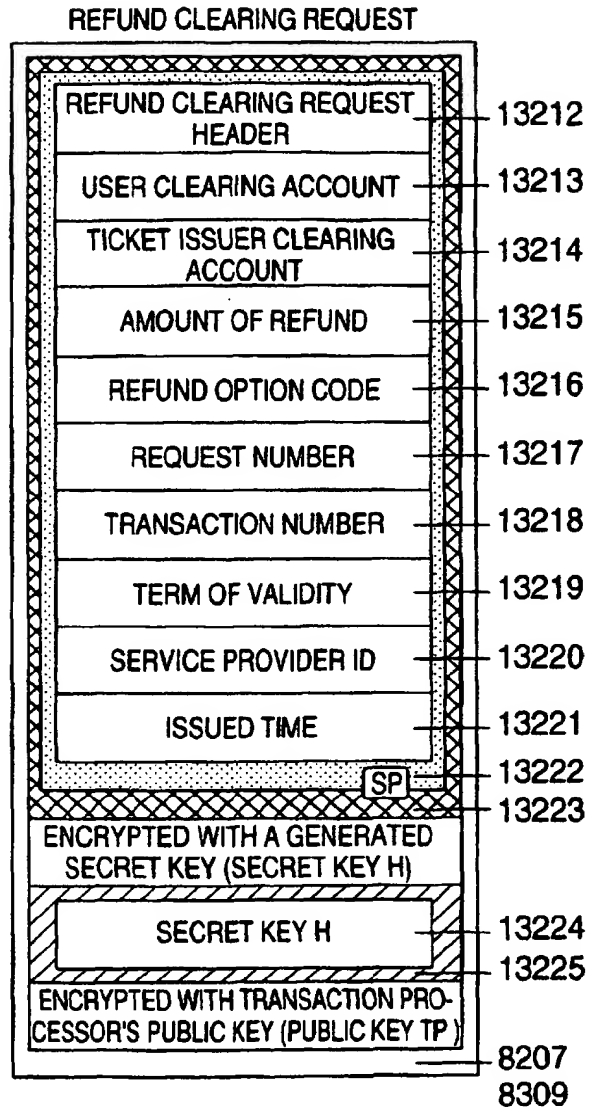 REFUND CLEARING REQUEST
REFUND CLEARING REQUEST
HEADER
13212
USER CLEARING ACCOUNT
13213
TICKET ISSUER CLEARING
ACCOUNT
13214
AMOUNT OF REFUND
13215
REFUND OPTION CODE
13216
REQUEST NUMBER
13217
TRANSACTION NUMBER
13218
TERM OF VALIDITY
13219
SERVICE PROVIDER ID
13220
ISSUED TIME
13221
SP
13222
13223
ENCRYPTED WITH A GENERATED
SECRET KEY (SECRET KEY H)
SECRET KEY H
13224
13225
ENCRYPTED WITH TRANSACTION PRO-
CESSOR'S PUBLIC KEY (PUBLIC KEY TP )
8207
8309